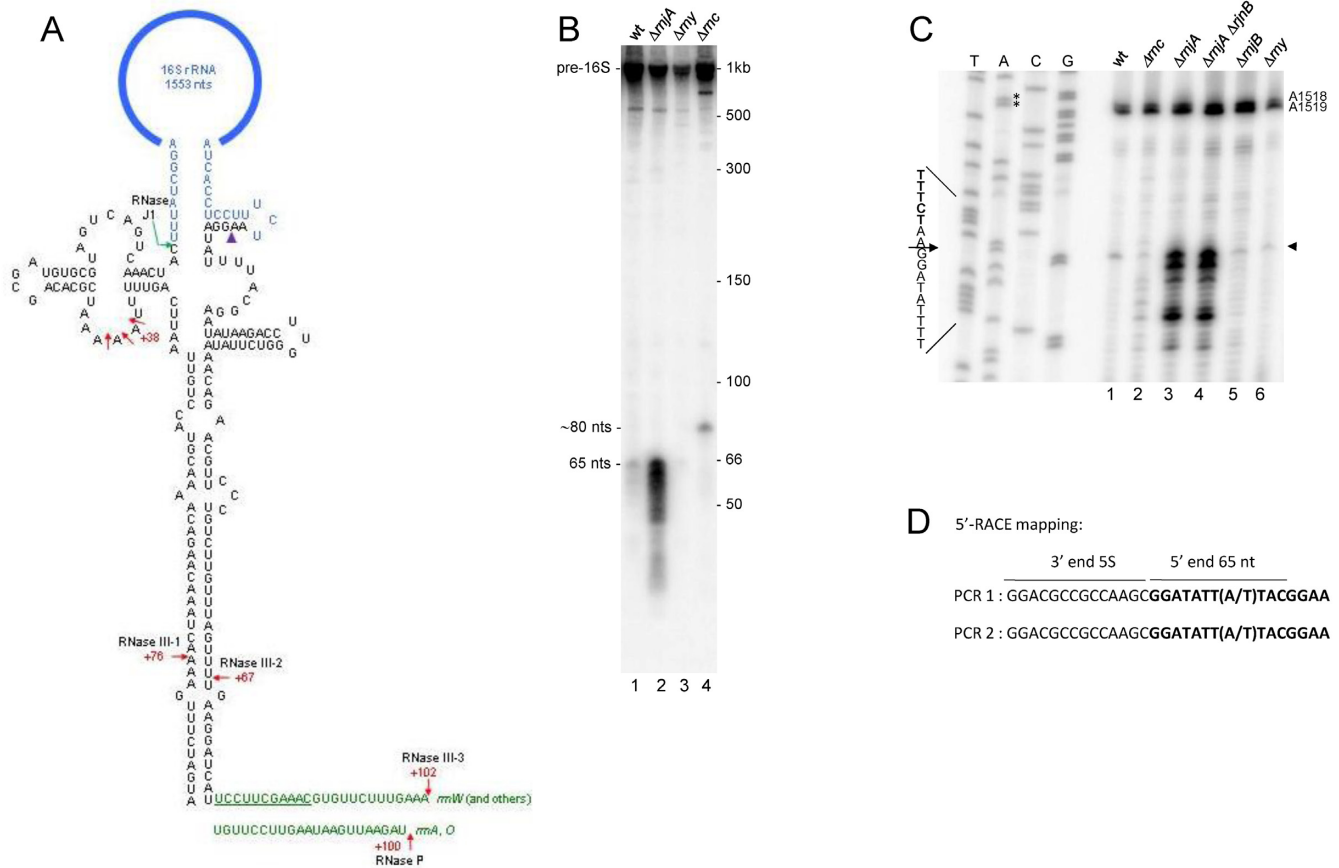 A
16S rRNA
1553 nts
RNase
J1
+38
RNase III-1
+76
RNase III-2
+67
RNase III-3
+102
UCCUUCGAAACGUGUUCUUUGAAA rrnW (and others)
UGUUCCUUGAAUAAGUUAAGAU rrnA, O
+100
RNase P
B
wt ΔrnjA Δrny Δrnc
pre-16S
~80 nts
65 nts
1kb
500
300
150
100
66
50
1 2 3 4
C
T A C G
wt Δrnc ΔrnjA ΔrnjA ΔrjnB ΔrnjB Δrny
*
*
A1518
A1519
TTTCTAAGGATATTTT
1 2 3 4 5 6
D
5’-RACE mapping:
3’ end 5S 5’ end 65 nt
PCR 1 : GGACGCCGCCAAGCGGATATT(A/T)TACGGAA
PCR 2 : GGACGCCGCCAAGCGGATATT(A/T)TACGGAA